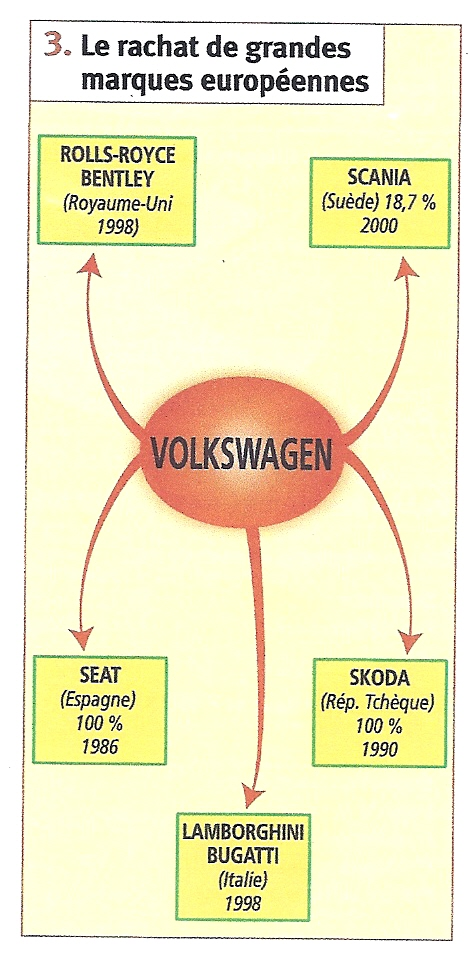 3. Le rachat de grandes
marques européennes
ROLLS-ROYCE
BENTLEY
(Royaume-Uni
1998)
SCANIA
(Suède) 18,7 %
2000
VOLKSWAGEN
SEAT
(Espagne)
100 %
1986
SKODA
(Rép. Tchèque)
100 %
1990
LAMBORGHINI
BUGATTI
(Italie)
1998